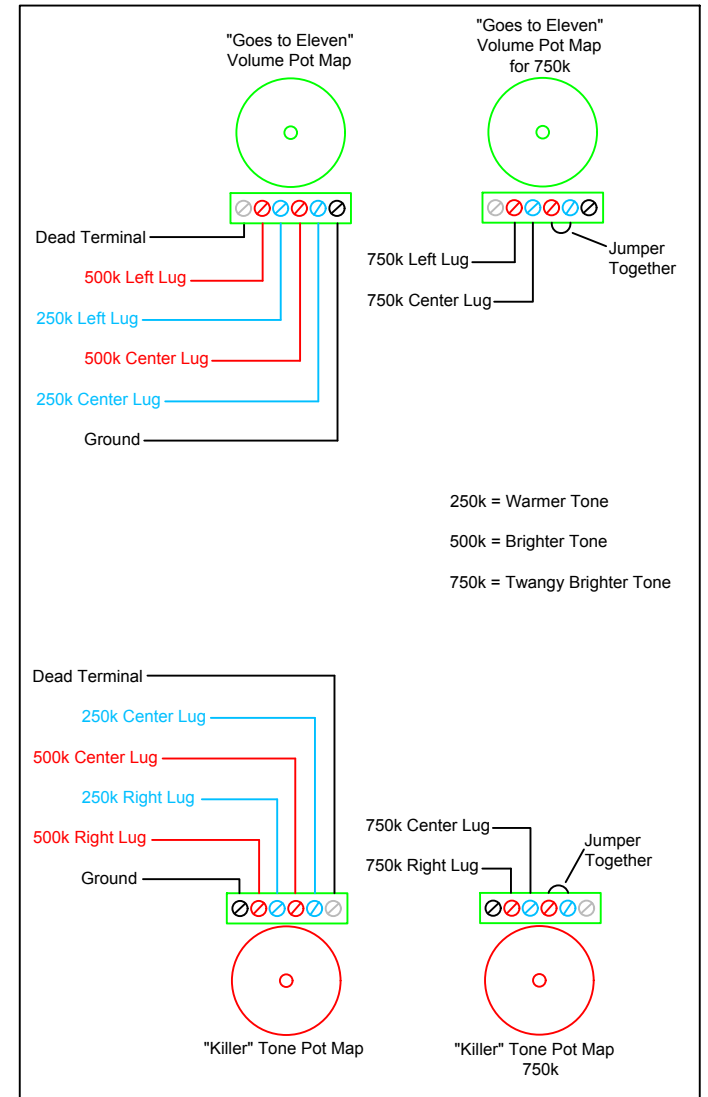 "Goes to Eleven"
Volume Pot Map
"Goes to Eleven"
Volume Pot Map
for 750k
Dead Terminal
500k Left Lug
250k Left Lug
500k Center Lug
250k Center Lug
Ground
750k Left Lug
750k Center Lug
Jumper
Together
250k = Warmer Tone
500k = Brighter Tone
750k = Twangy Brighter Tone
Dead Terminal
250k Center Lug
500k Center Lug
250k Right Lug
500k Right Lug
Ground
750k Center Lug
750k Right Lug
Jumper
Together
"Killer" Tone Pot Map
"Killer" Tone Pot Map
750k